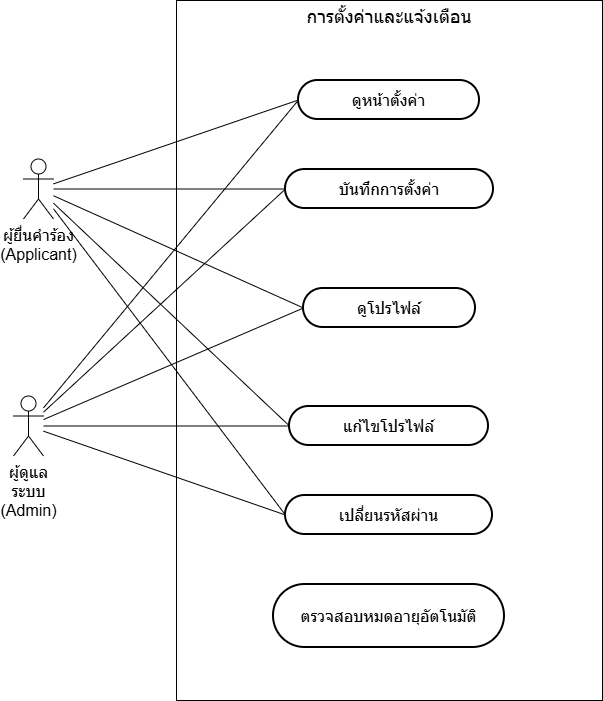 การตั้งค่าและแจ้งเตือน
ดูหน้าตั้งค่า
บันทึกการตั้งค่า
ผู้ยื่นคำร้อง
(Applicant)
ดูโปรไฟล์
แก้ไขโปรไฟล์
ผู้ดูแล
ระบบ
(Admin)
เปลี่ยนรหัสผ่าน
ตรวจสอบหมดอายุอัตโนมัติ